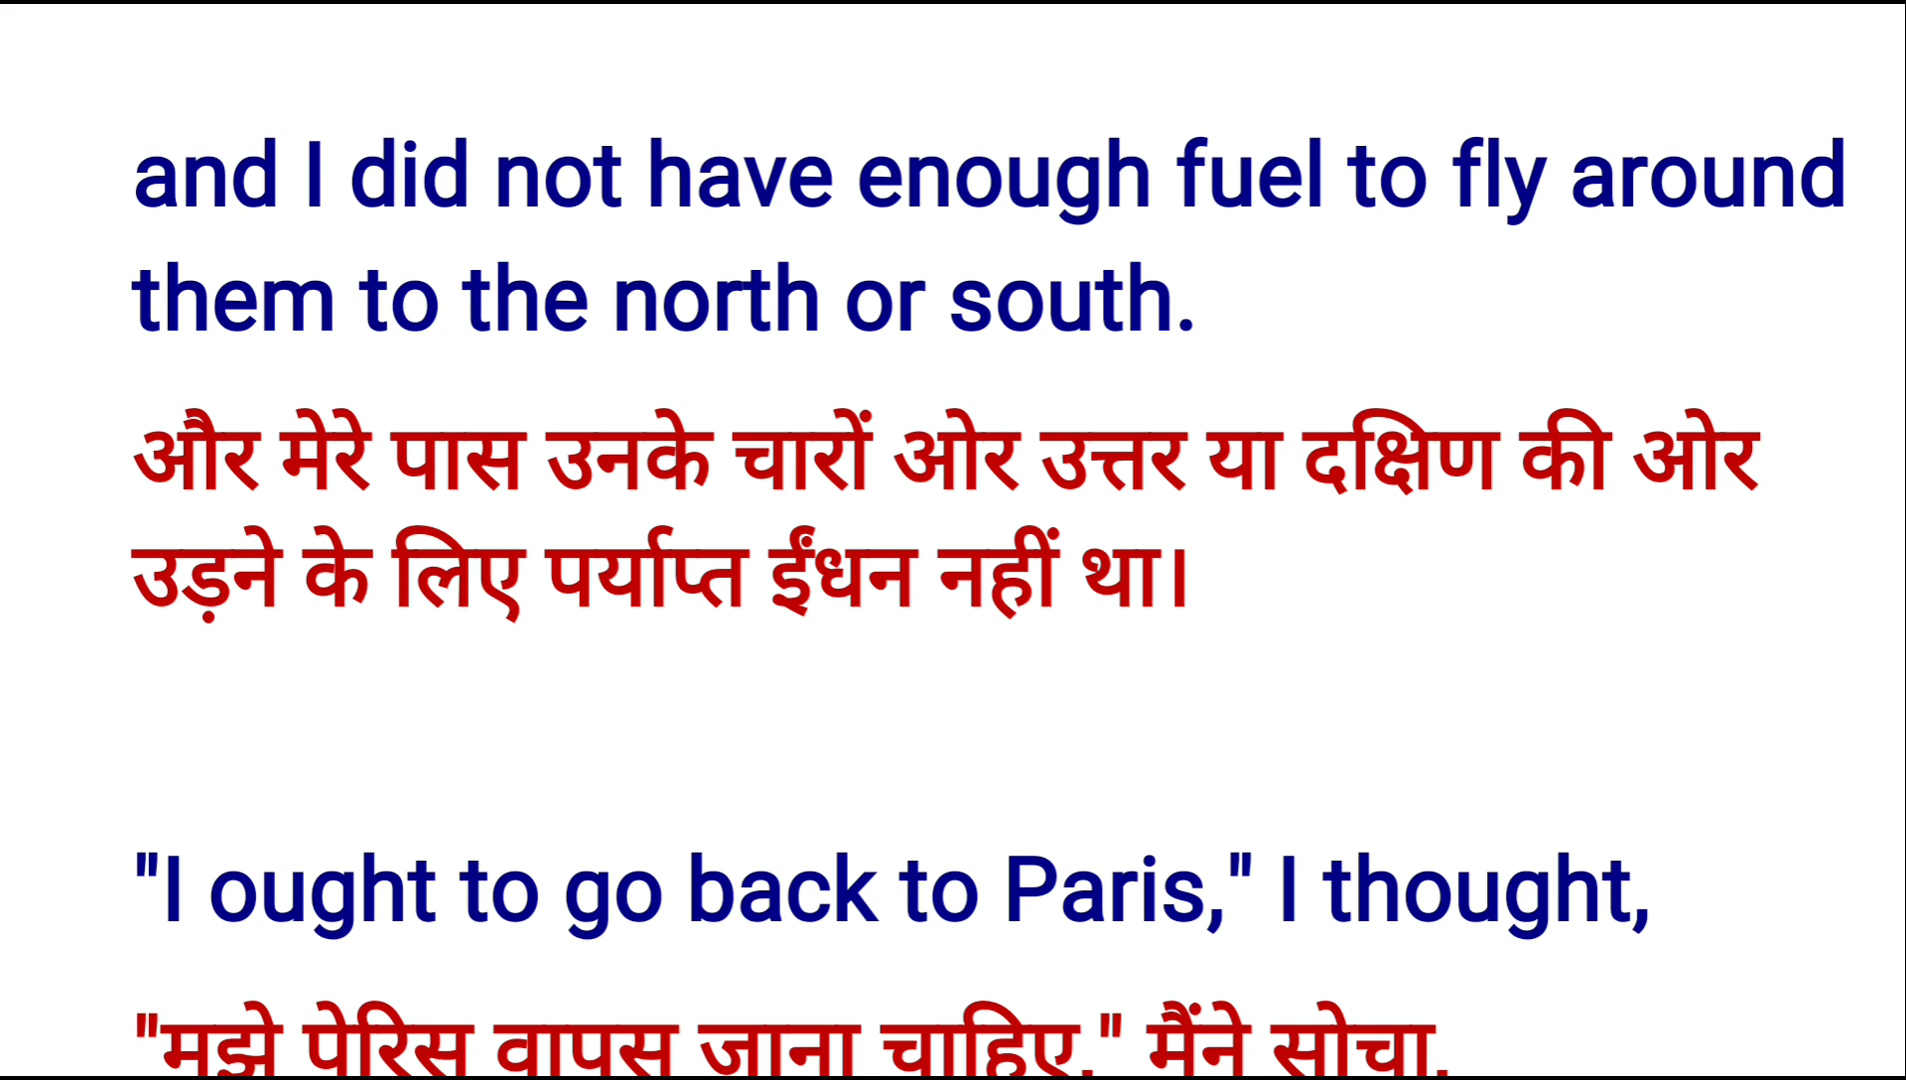 and I did not have enough fuel to fly around
them to the north or south.
और मेरे पास उनके चारों ओर उत्तर या दक्षिण की ओर
उड़ने के लिए पर्याप्त ईंधन नहीं था।
"I ought to go back to Paris," I thought,
"मुझे पेरिस वापस जाना चाहिए," मैंने सोचा,